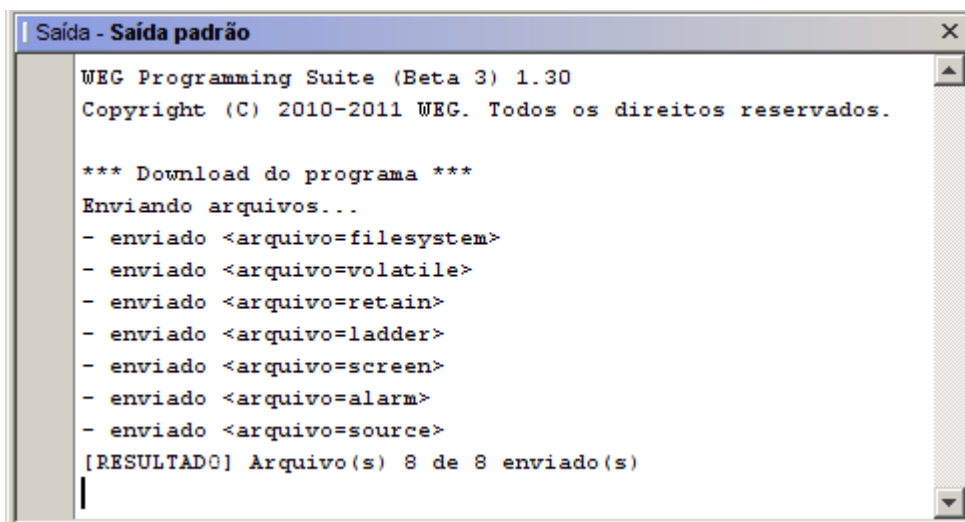 Saída - Saída padrão
WEG Programming Suite (Beta 3) 1.30
Copyright (C) 2010-2011 WEG. Todos os direitos reservados.
*** Download do programa ***
Enviando arquivos...
- enviado <arquivo=filesystem>
- enviado <arquivo=volatile>
- enviado <arquivo=retain>
- enviado <arquivo=ladder>
- enviado <arquivo=screen>
- enviado <arquivo=alarm>
- enviado <arquivo=source>
[RESULTADO] Arquivo(s) 8 de 8 enviado(s)